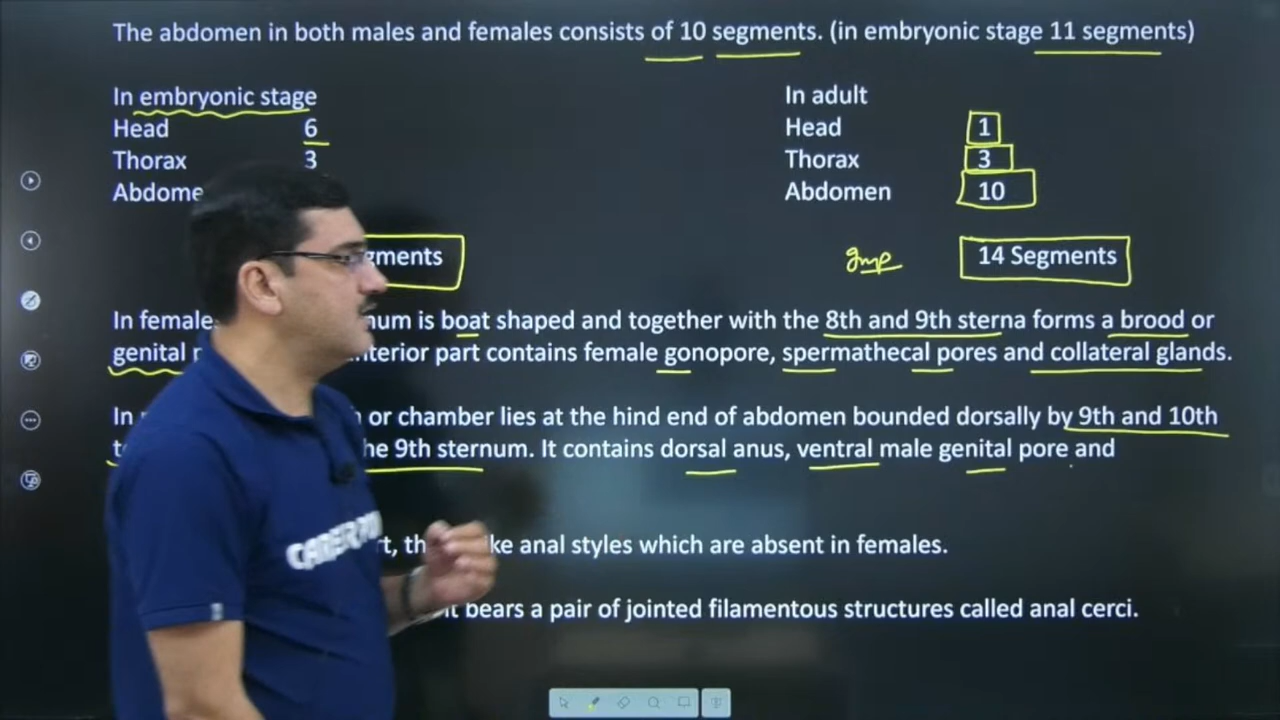 The abdomen in both males and females consists of 10 segments. (in embryonic stage 11 segments)
In embryonic stage
In adult
Head 6
Head 1
Thorax 3
Thorax 3
Abdome
Abdomen 10
gments
Imp
14 Segments
In female num is boat shaped and together with the 8th and 9th sterna forms a brood or
genital nterior part contains female gonopore, spermathecal pores and collateral glands.
In or chamber lies at the hind end of abdomen bounded dorsally by 9th and 10th
he 9th sternum. It contains dorsal anus, ventral male genital pore and
rt, th ike anal styles which are absent in females.
it bears a pair of jointed filamentous structures called anal cerci.